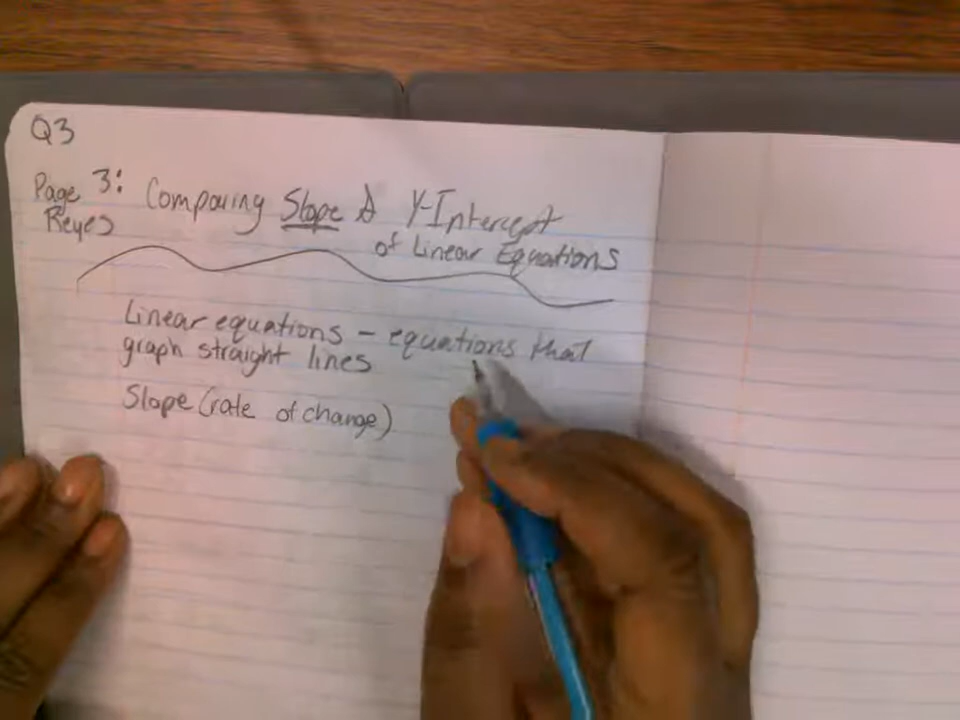 Q3
Page 3: Comparing Slope & Y-Intercept
Reyes
of Linear Equations
Linear equations – equations that
graph straight lines
Slope (rate of change)